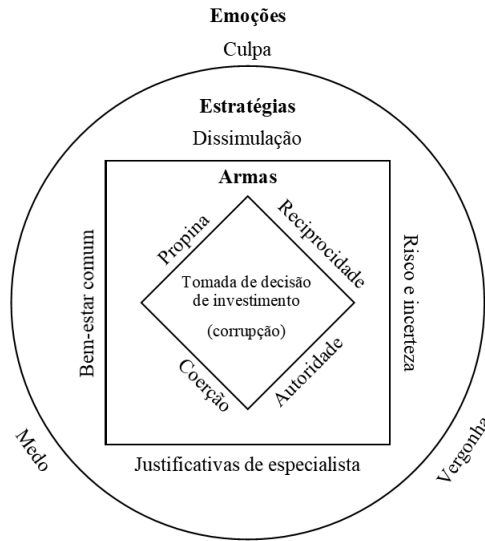 Emoções
Culpa
Estratégias
Dissimulação
Armas
Propina
Reciprocidade
Tomada de decisão
de investimento
(corrupção)
Coerção
Autoridade
Bem-estar comum
Risco e incerteza
Justificativas de especialista
Medo
Vergonha